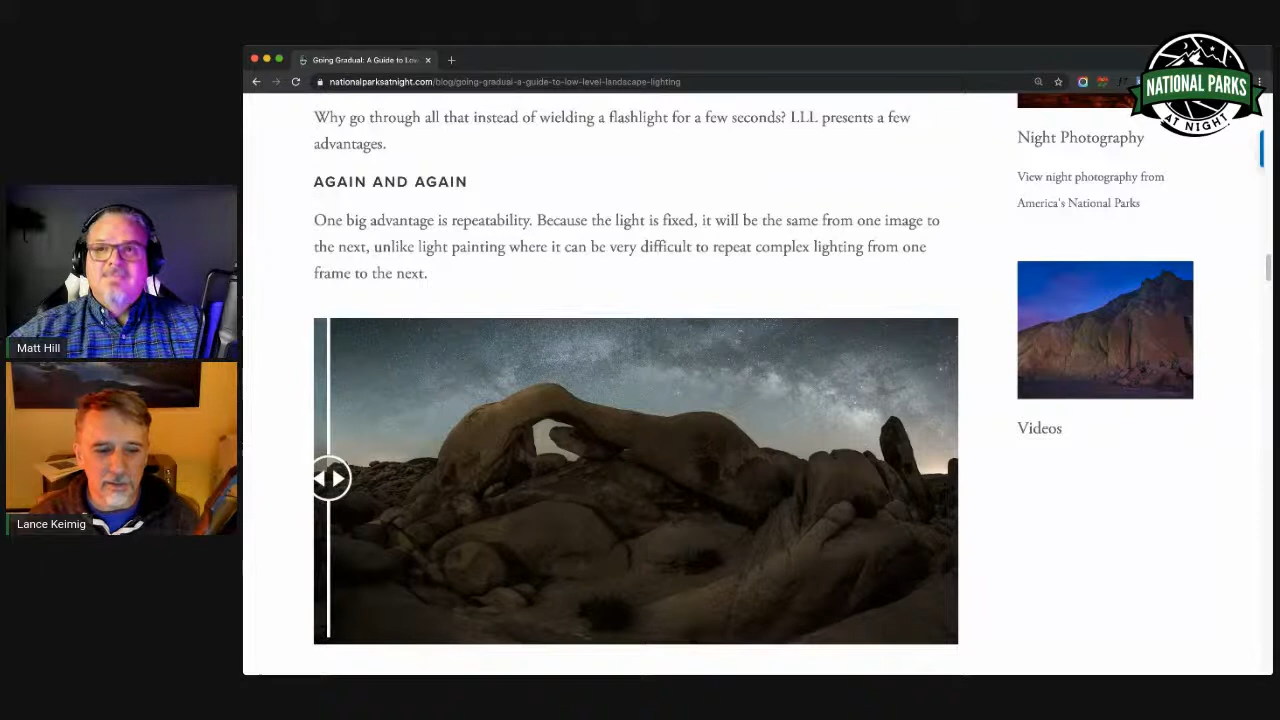 Going Gradual: A Guide to Low
nationalparksatnight.com/blog/going-gradual-a-guide-to-low-level-landscape-lighting
NATIONAL PARKS
AT NIGHT
Why go through all that instead of wielding a flashlight for a few seconds? LLL presents a few
advantages.
AGAIN AND AGAIN
One big advantage is repeatability. Because the light is fixed, it will be the same from one image to
the next, unlike light painting where it can be very difficult to repeat complex lighting from one
frame to the next.
Night Photography
View night photography from
America's National Parks
Videos
Matt Hill
Lance Keimig